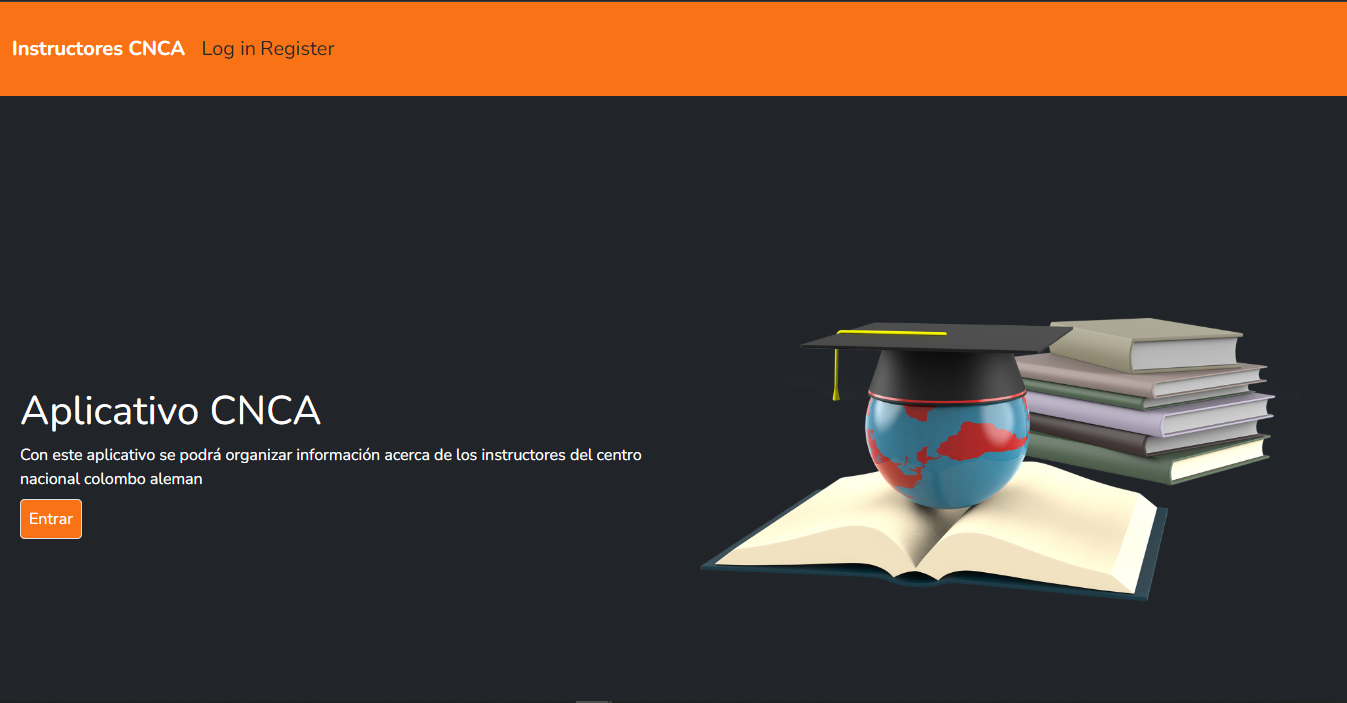 Instructores CNCA Log in Register
Aplicativo CNCA
Con este aplicativo se podrá organizar información acerca de los instructores del centro
nacional colombo aleman
Entrar